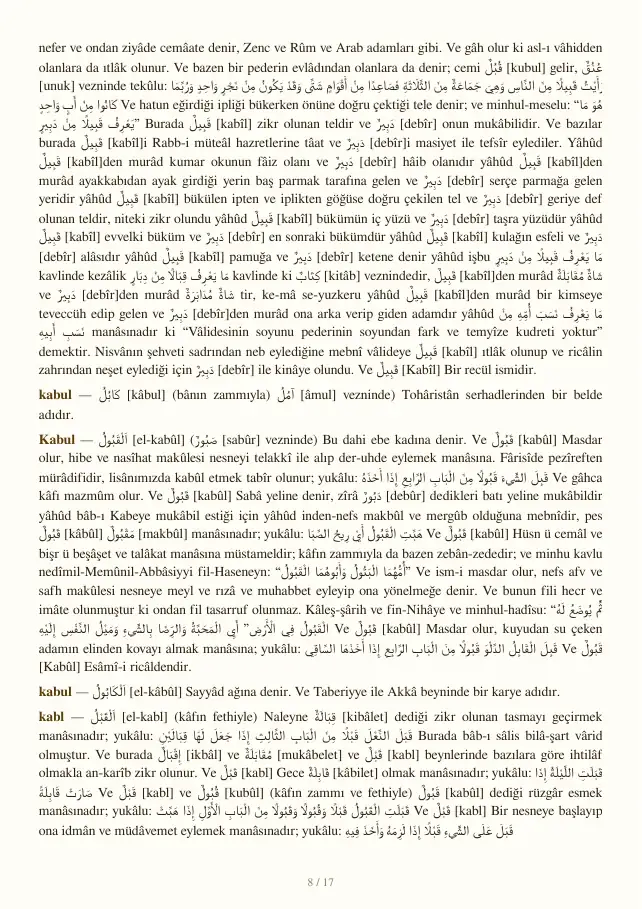 nefer ve ondan ziyâde cemâate denir, Zenc ve Rûm ve Arab adamları gibi. Ve gâh olur ki asl-ı vâhidden
olanlara da ıtlâk olunur. Ve bazen bir pederin evlâdından olanlara da denir; cemi قُبُلٌ [kubul] gelir, عُنُقٌ
[unuk] vezninde tekûlu: رَأَيْتُ قَبِيلًا مِنَ النَّاسِ وَهِيَ جَمَاعَةٌ مِنَ الثَّلَاثَةِ فَصَاعِدًا مِنْ أَقْوَامٍ شَتَّى وَقَدْ يَكُونُ مِنْ نَجْرٍ وَاحِدٍ وَرُبَّمَا
كَانُوا مِنْ أَبٍ وَاحِدٍ Ve hatun eğirdiği ipliği bükerken önüne doğru çektiği tele denir; ve minhul-meselu: “هُوَ مَا
يَعْرِفُ قَبِيلًا مِنْ دَبِيرٍ” Burada قَبِيلٌ [kabîl] zikr olunan teldir ve دَبِيرٌ [debîr] onun mukâbilidir. Ve bazılar
burada قَبِيلٌ [kabîl]i Rabb-i müteâl hazretlerine tâat ve دَبِيرٌ [debîr]i masiyet ile tefsîr eylediler. Yâhûd
قَبِيلٌ [kabîl]den murâd kumar okunun fâiz olanı ve دَبِيرٌ [debîr] hâib olanıdır yâhûd قَبِيلٌ [kabîl]den
murâd ayakkabıdan ayak girdiği yerin baş parmak tarafına gelen ve دَبِيرٌ [debîr] serçe parmağa gelen
yeridir yâhûd قَبِيلٌ [kabîl] bükülen ipten ve iplikten göğüse doğru çekilen tel ve دَبِيرٌ [debîr] geriye def
olunan teldir, niteki zikr olundu yâhûd قَبِيلٌ [kabîl] bükümün iç yüzü ve دَبِيرٌ [debîr] taşra yüzüdür yâhûd
قَبِيلٌ [kabîl] evvelki büküm ve دَبِيرٌ [debîr] en sonraki bükümdür yâhûd قَبِيلٌ [kabîl] kulağın esfeli ve دَبِيرٌ
[debîr] alâsıdır yâhûd قَبِيلٌ [kabîl] pamuğa ve دَبِيرٌ [debîr] ketene denir yâhûd işbu مَا يَعْرِفُ قَبِيلًا مِنْ دَبِيرٍ
kavlinde kezâlik مَا يَعْرِفُ قِبَالًا مِنْ دِبَارٍ kavlinde ki كِتَابٌ [kitâb] veznindedir, قَبِيلٌ [kabîl]den murâd شَاةٌ مُقَابَلَةٌ
ve دَبِيرٌ [debîr]den murâd شَاةٌ مُدَابَرَةٌ tir, ke-mâ se-yuzkeru yâhûd قَبِيلٌ [kabîl]den murâd bir kimseye
teveccüh edip gelen ve دَبِيرٌ [debîr]den murâd ona arka verip giden adamdır yâhûd مَا يَعْرِفُ نَسَبَ أُمِّهِ مِنْ
نَسَبِ أَبِيهِ manâsınadır ki “Vâlidesinin soyunu pederinin soyundan fark ve temyîze kudreti yoktur”
demektir. Nisvânın şehveti sadrından neb eylediğine mebnî vâlideye قَبِيلٌ [kabîl] ıtlâk olunup ve ricâlin
zahrından neşet eylediği için دَبِيرٌ [debîr] ile kinâye olundu. Ve قَبِيلٌ [Kabîl] Bir recül ismidir.
kabul — كَابُلٌ [kâbul] (bânın zammıyla) آمُلٌ [âmul] vezninde) Tohâristân serhadlerinden bir belde
adıdır.
Kabul — اَلْقَبُولُ [el-kabûl] (صَبُورٌ [sabûr] vezninde) Bu dahi ebe kadına denir. Ve قَبُولٌ [kabûl] Masdar
olur, hibe ve nasîhat makûlesi nesneyi telakkî ile alıp der-uhde eylemek manâsına. Fârisîde pezîreften
mürâdifidir, lisânımızda kabûl etmek tabîr olunur; yukâlu: قَبِلَ الشَّيْءَ قَبُولًا مِنَ الْبَابِ الرَّابِعِ إِذَا أَخَذَهُ Ve gâhca
kâfı mazmûm olur. Ve قَبُولٌ [kabûl] Sabâ yeline denir, zîrâ دَبُورٌ [debûr] dedikleri batı yeline mukâbildir
yâhûd bâb-ı Kabeye mukâbil estiği için yâhûd inden-nefs makbûl ve mergûb olduğuna mebnîdir, pes
قَبُولٌ [kâbûl] مَقْبُولٌ [makbûl] manâsınadır; yukâlu: هَبَّتِ الْقَبُولُ أَيْ رِيحُ الصَّبَا Ve قَبُولٌ [kabûl] Hüsn ü cemâl ve
bişr ü beşâşet ve talâkat manâsına müstameldir; kâfın zammıyla da bazen zebân-zededir; ve minhu kavlu
nedîmil-Memûnil-Abbâsiyyi fil-Haseneyn: “أُمُّهُمَا الْبَتُولُ وَأَبُوهُمَا الْقَبُولُ” Ve ism-i masdar olur, nefs afv ve
safh makûlesi nesneye meyl ve rızâ ve muhabbet eyleyip ona yönelmeğe denir. Ve bunun fili hecr ve
imâte olunmuştur ki ondan fil tasarruf olunmaz. Kâleş-şârih ve fin-Nihâye ve minhul-hadîsu: “ثُمَّ يُوضَعُ لَهُ
الْقَبُولُ فِي الْأَرْضِ” أَيِ الْمَحَبَّةُ وَالرِّضَا بِالشَّيْءِ وَمَيْلُ النَّفْسِ إِلَيْهِ Ve قَبُولٌ [kabûl] Masdar olur, kuyudan su çeken
adamın elinden kovayı almak manâsına; yukâlu: قَبِلَ الْقَابِلُ الدَّلْوَ قَبُولًا مِنَ الْبَابِ الرَّابِعِ إِذَا أَخَذَهَا السَّاقِي Ve قَبُولٌ
[Kabûl] Esâmî-i ricâldendir.
kabul — اَلْكَابُولُ [el-kâbûl] Sayyâd ağına denir. Ve Taberiyye ile Akkâ beyninde bir karye adıdır.
kabl — اَلْقَبْلُ [el-kabl] (kâfın fethiyle) Naleyne قِبَالَةٌ [kibâlet] dediği zikr olunan tasmayı geçirmek
manâsınadır; yukâlu: قَبَلَ النَّعْلَ قَبْلًا مِنَ الْبَابِ الثَّالِثِ إِذَا جَعَلَ لَهَا قِبَالَيْنِ Burada bâb-ı sâlis bilâ-şart vârid
olmuştur. Ve burada إِقْبَالٌ [ikbâl] ve مُقَابَلَةٌ [mukâbelet] ve قَبْلٌ [kabl] beynlerinde bazılara göre ihtilâf
olmakla an-karîb zikr olunur. Ve قَبْلٌ [kabl] Gece قَابِلَةٌ [kâbilet] olmak manâsınadır; yukâlu: قَبَلَتِ اللَّيْلَةُ إِذَا
صَارَتْ قَابِلَةً Ve قَبْلٌ [kabl] ve قُبُولٌ [kubûl] (kâfın zammı ve fethiyle) قَبُولٌ [kabûl] dediği rüzgâr esmek
manâsınadır; yukâlu: قَبَلَتِ الْقَبُولُ قَبْلًا وَقُبُولًا وَقَبُولًا مِنَ الْبَابِ الْأَوَّلِ إِذَا هَبَّتْ Ve قَبْلٌ [kabl] Bir nesneye başlayıp
ona idmân ve müdâvemet eylemek manâsınadır; yukâlu: قَبَلَ عَلَى الشَّيْءِ قَبْلًا إِذَا لَزِمَهُ وَأَخَذَ فِيهِ
8 / 17